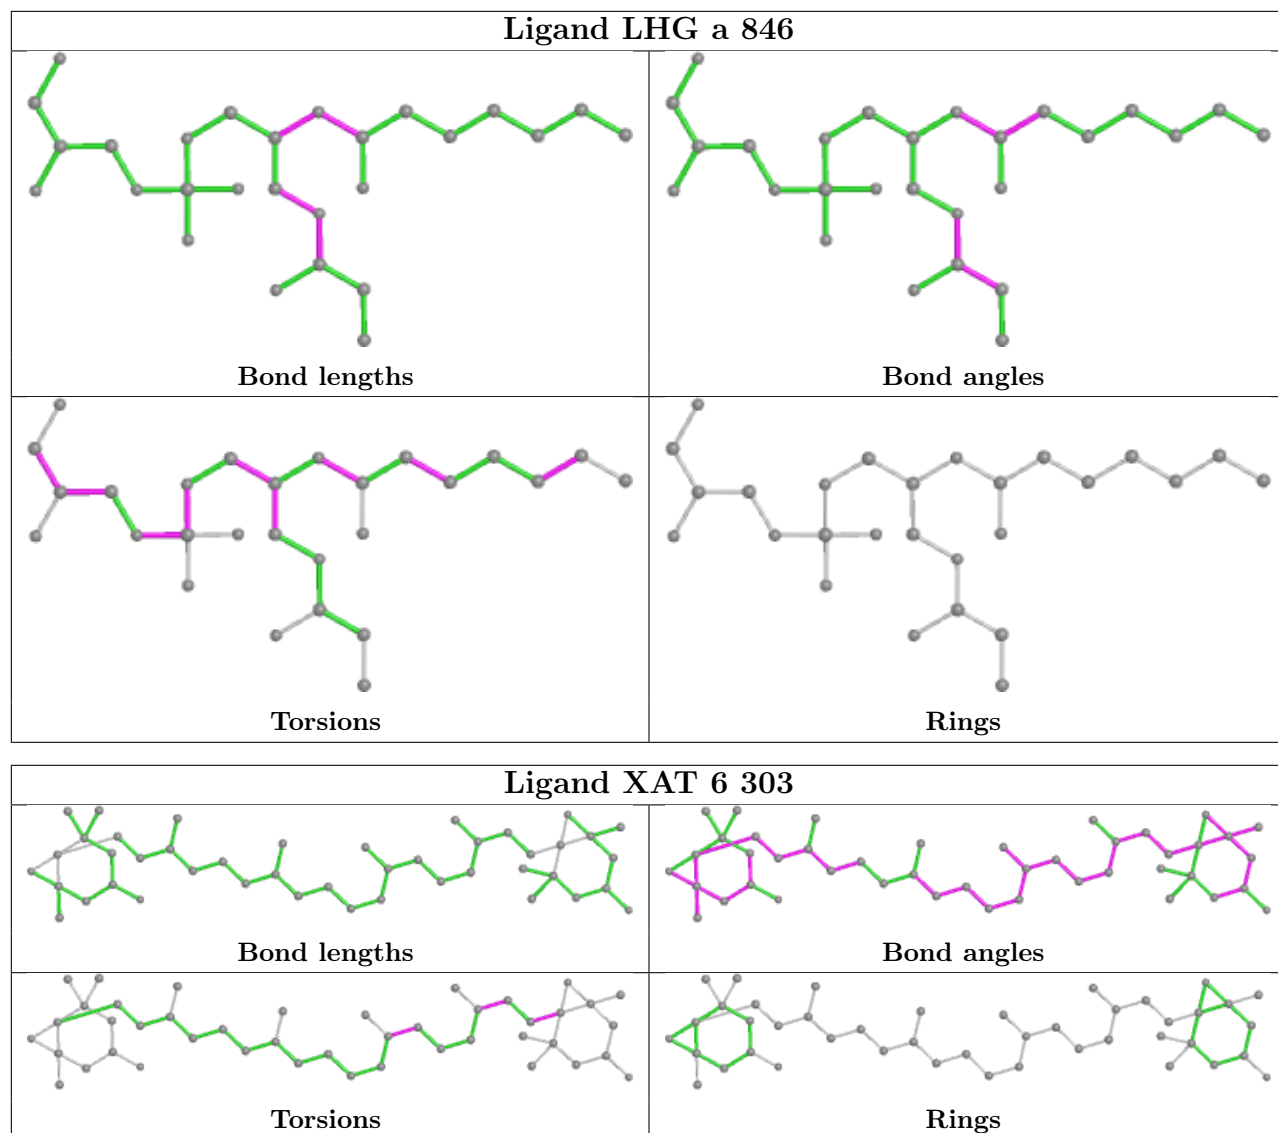 Ligand LHG a 846
Bond lengths
Bond angles
Torsions
Rings
Ligand XAT 6 303
Bond lengths
Bond angles
Torsions
Rings